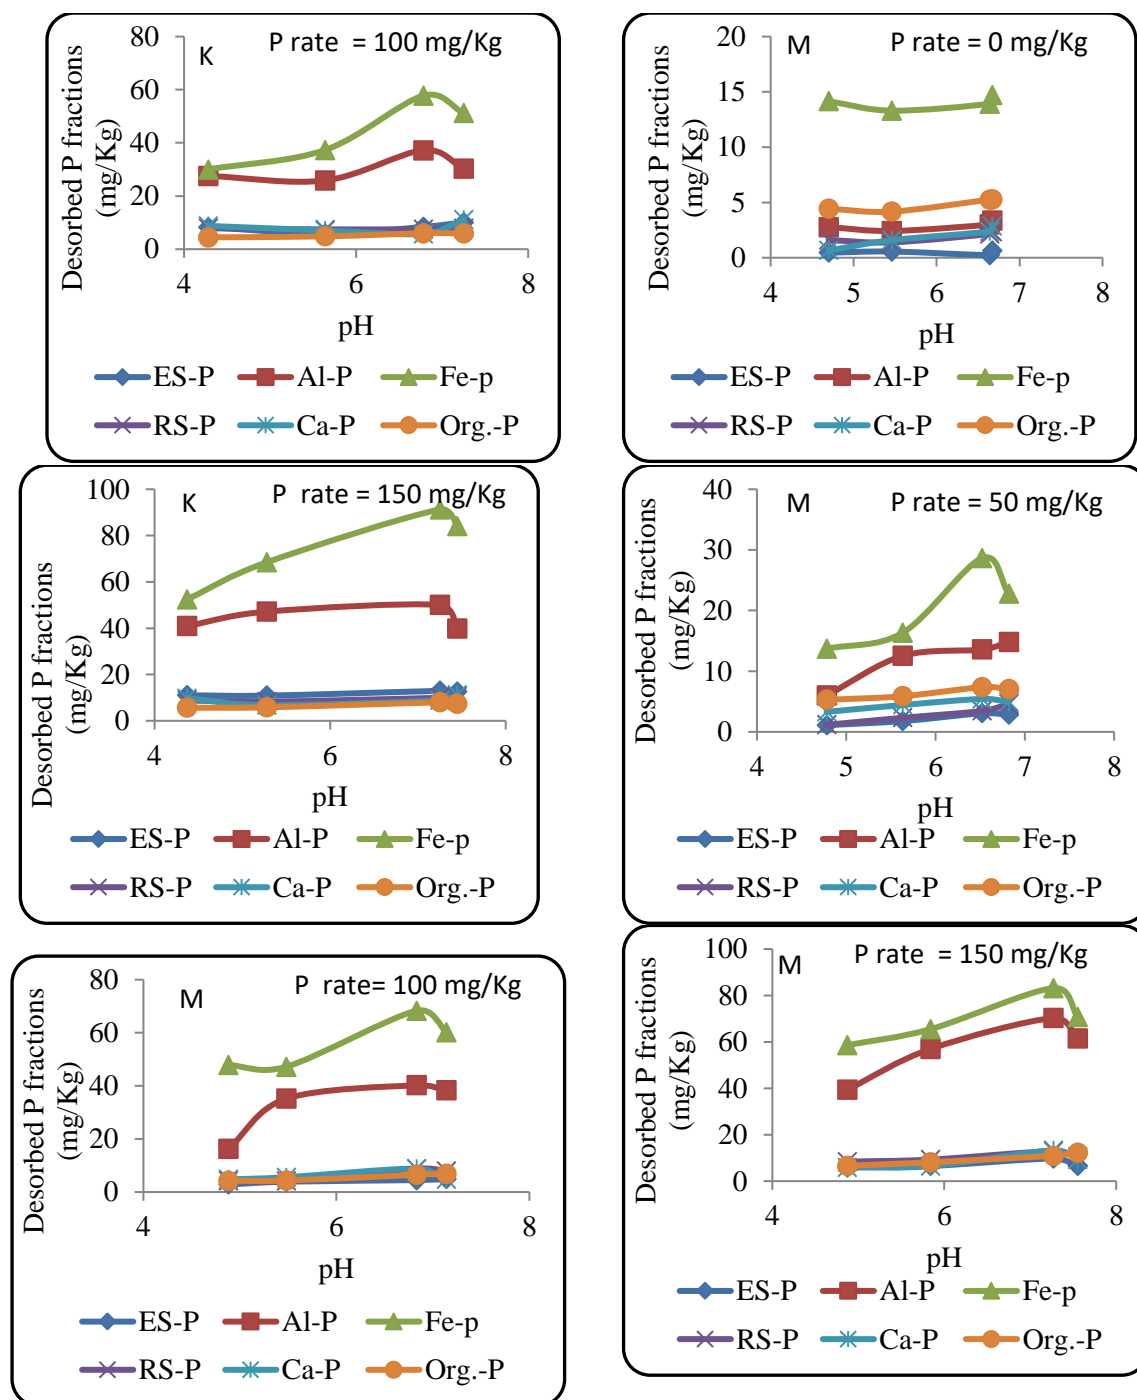 K
P rate = 100 mg/Kg
Desorbed P fractions
(mg/Kg)
80
60
40
20
0
4 6 8
pH
ES-P Al-P Fe-p
RS-P Ca-P Org.-P
M
P rate = 0 mg/Kg
Desorbed P fractions
(mg/Kg)
20
15
10
5
0
4 5 6 7 8
pH
ES-P Al-P Fe-p
RS-P Ca-P Org.-P
K
P rate = 150 mg/Kg
Desorbed P fractions
(mg/Kg)
100
80
60
40
20
0
4 6 8
pH
ES-P Al-P Fe-p
RS-P Ca-P Org.-P
M
P rate = 50 mg/Kg
Desorbed P fractions
(mg/Kg)
40
30
20
10
0
4 5 6 7 8
pH
ES-P Al-P Fe-p
RS-P Ca-P Org.-P
M
P rate= 100 mg/Kg
Desorbed P fractions
(mg/Kg)
80
60
40
20
0
4 6 8
pH
ES-P Al-P Fe-p
RS-P Ca-P Org.-P
M
P rate = 150 mg/Kg
Desorbed P fractions
(mg/Kg)
100
80
60
40
20
0
4 6 8
pH
ES-P Al-P Fe-p
RS-P Ca-P Org.-P